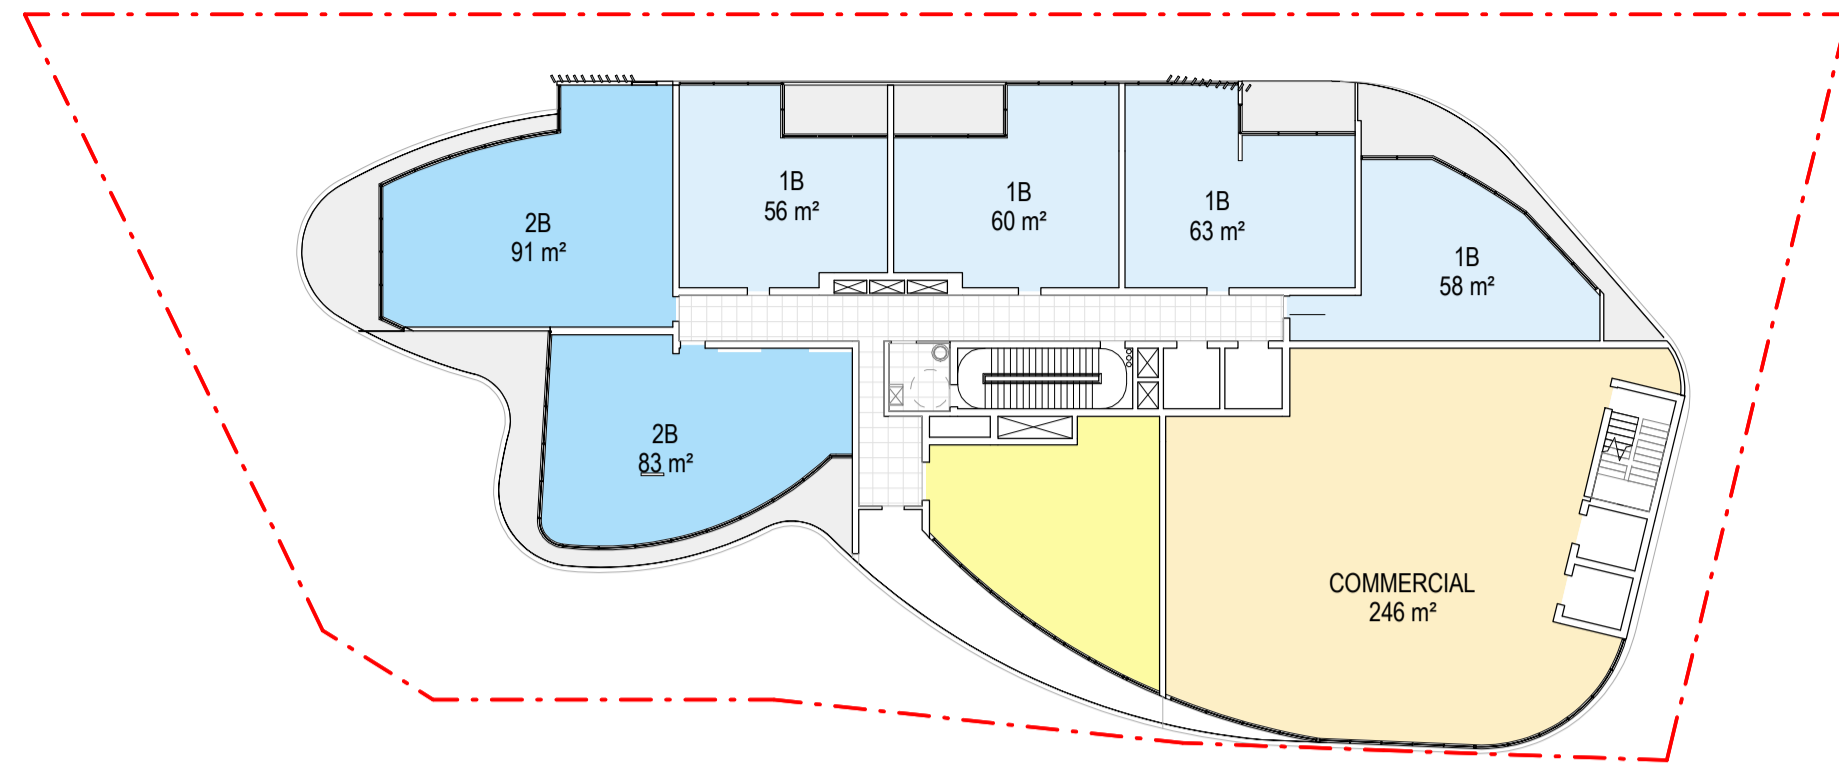 1B
56 m²
1B
60 m²
1B
63 m²
2B
91 m²
1B
58 m²
2B
83 m²
COMMERCIAL
246 m²